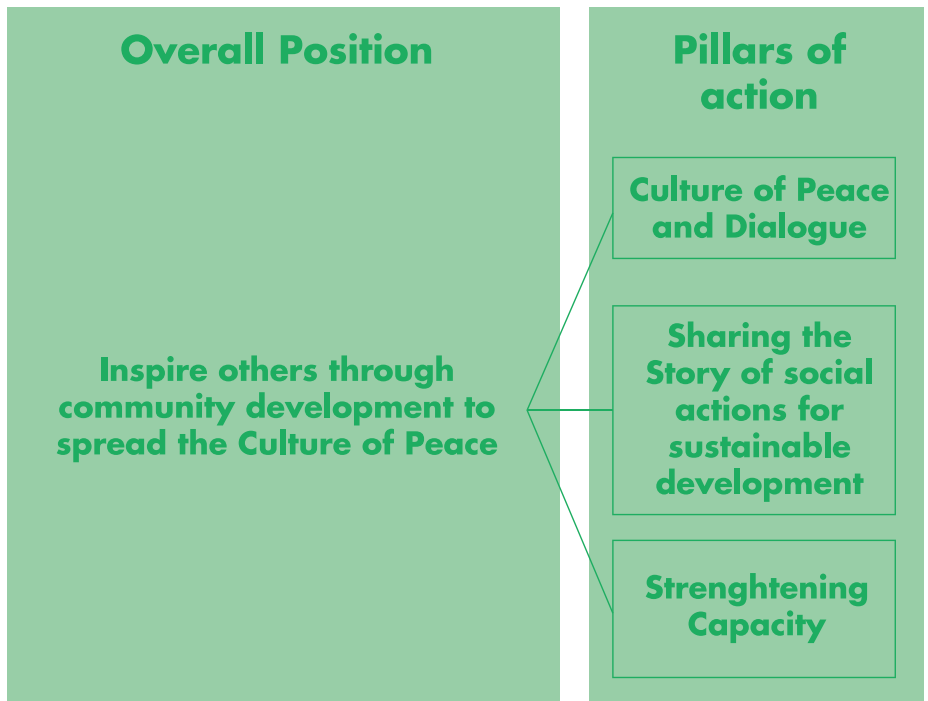 Overall Position
Inspire others through
community development to
spread the Culture of Peace
Pillars of
action
Culture of Peace
and Dialogue
Sharing the
Story of social
actions for
sustainable
development
Strenghtening
Capacity